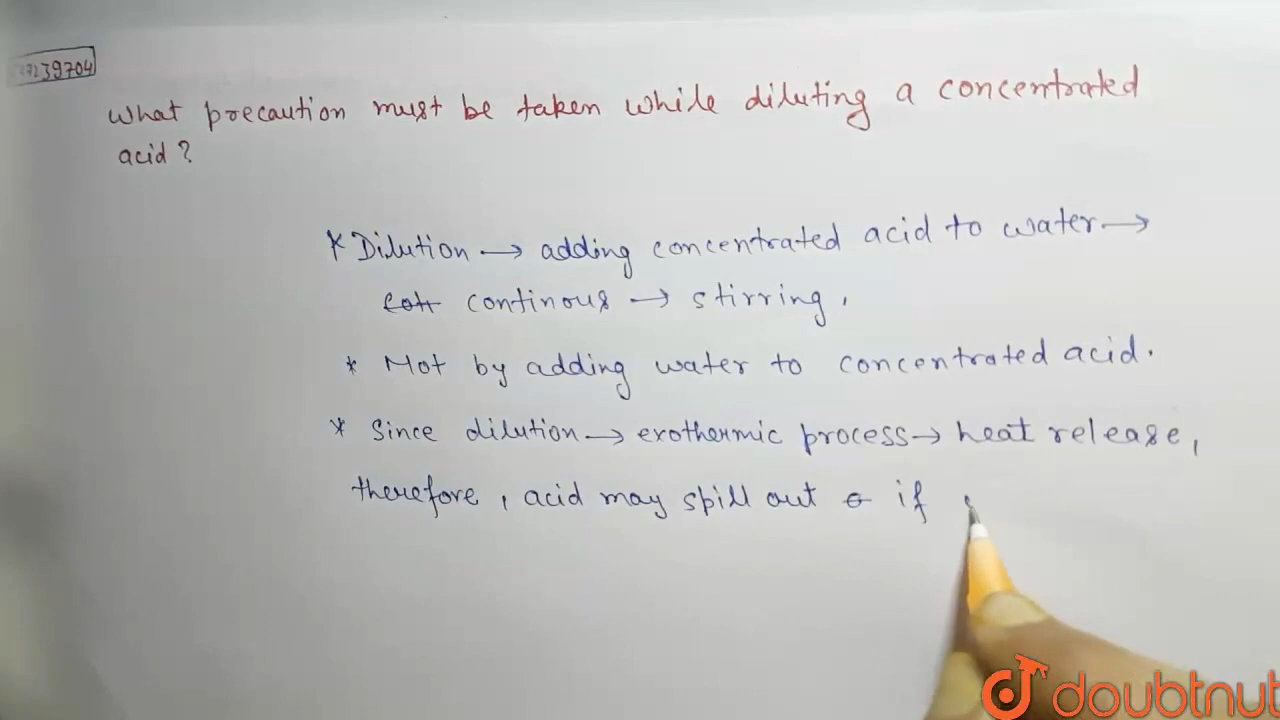 39704
What precaution must be taken while diluting a concentrated
acid?
* Dilution → adding concentrated acid to water →
continous → stirring.
* Not by adding water to concentrated acid.
* Since dilution → exothermic process → heat release,
therefore, acid may spill out if
doubtnut